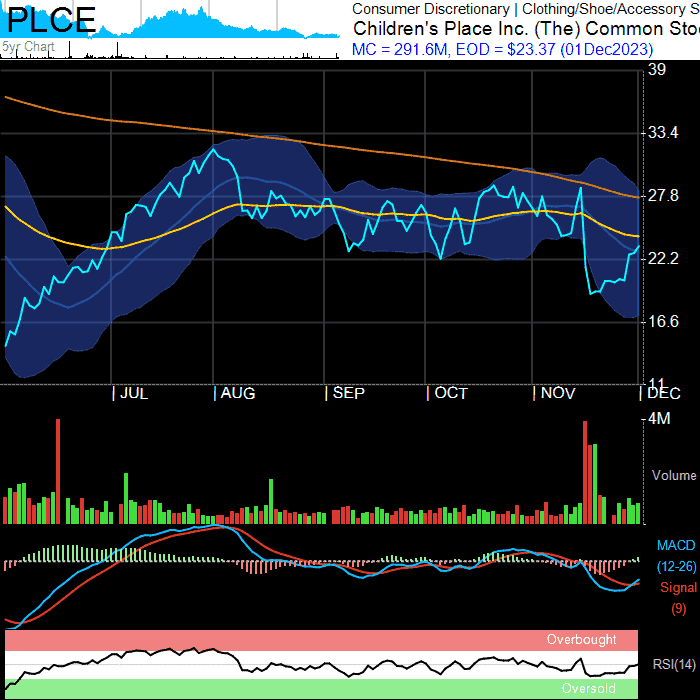 PLCE
Consumer Discretionary | Clothing/Shoe/Accessory S
Children's Place Inc. (The) Common Sto
MC = 291.6M, EOD = $23.37 (01Dec2023)
5yr Chart
39
33.4
27.8
22.2
16.6
11
| JUL | AUG | SEP | OCT | NOV | DEC
4M
Volume
MACD
(12-26)
Signal
(9)
Overbought
RSI(14)
Oversold